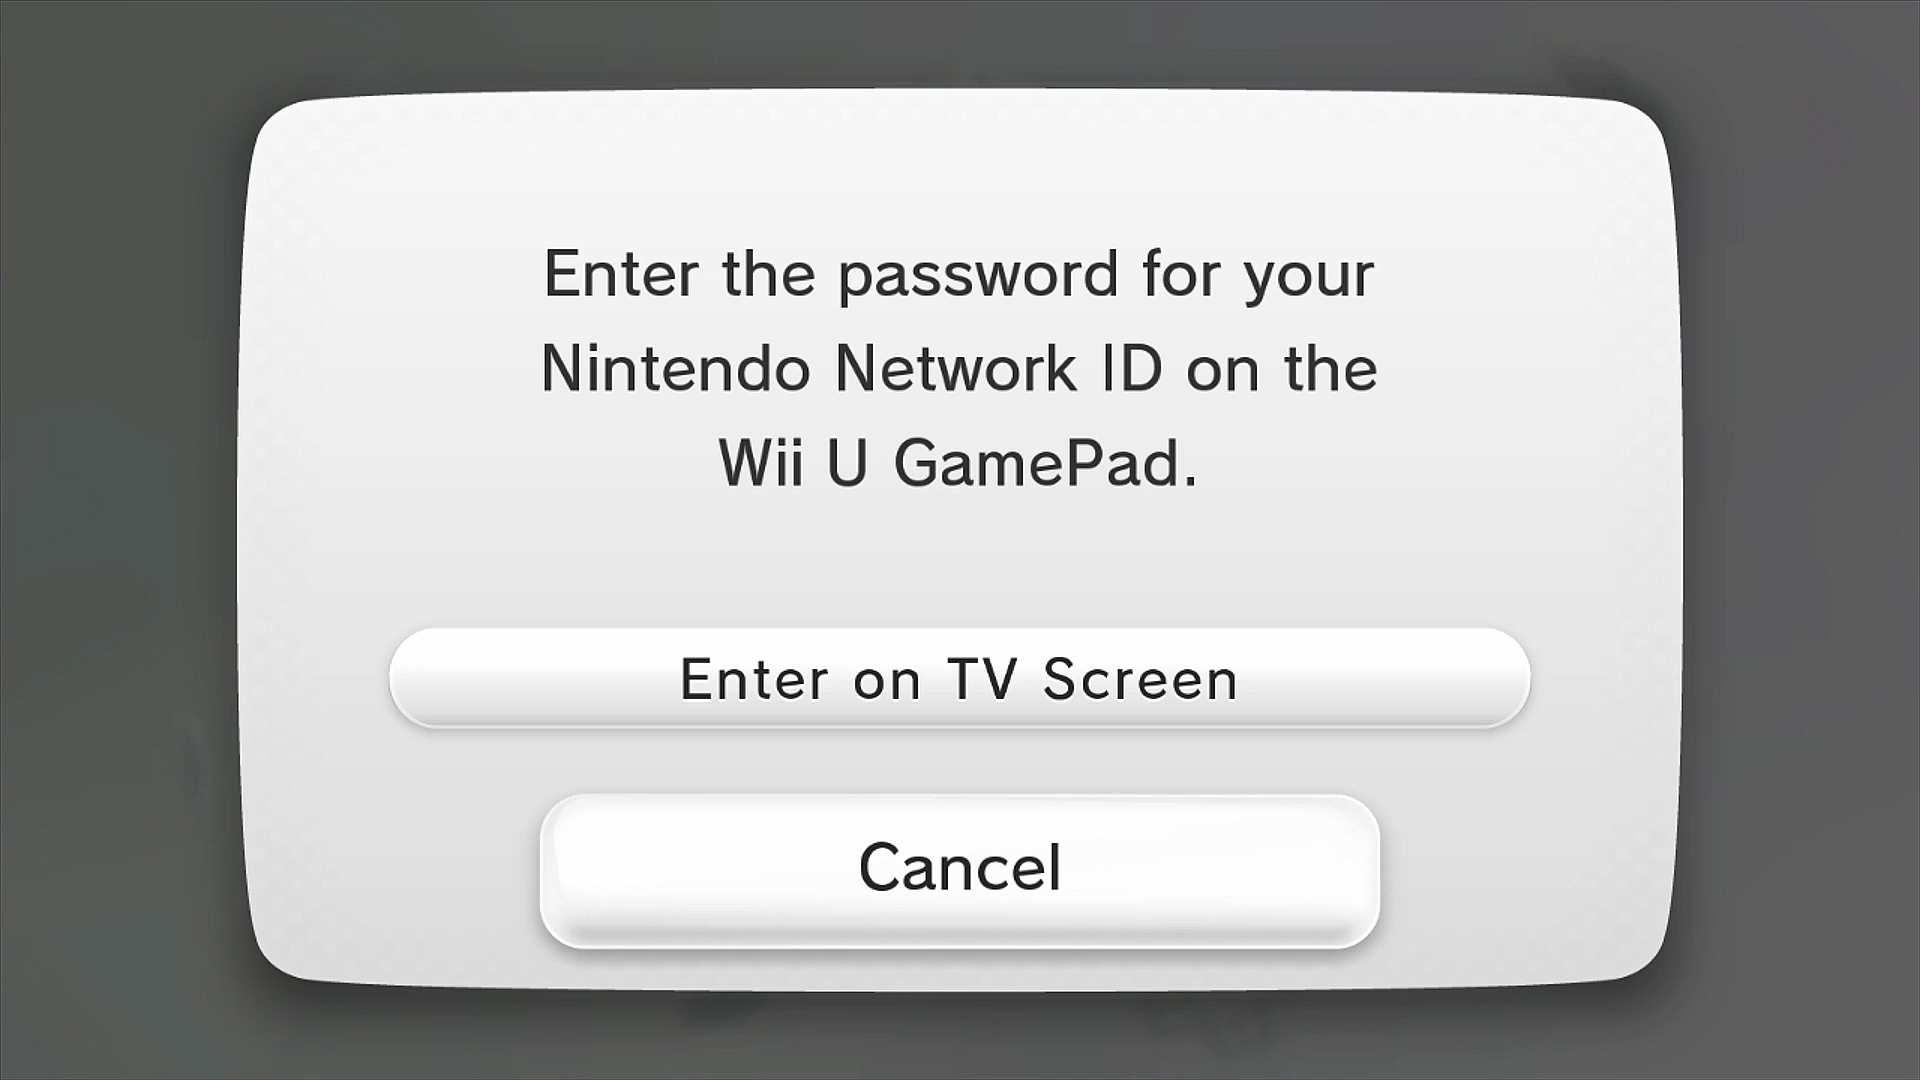 Enter the password for your
Nintendo Network ID on the
Wii U GamePad.
Enter on TV Screen
Cancel